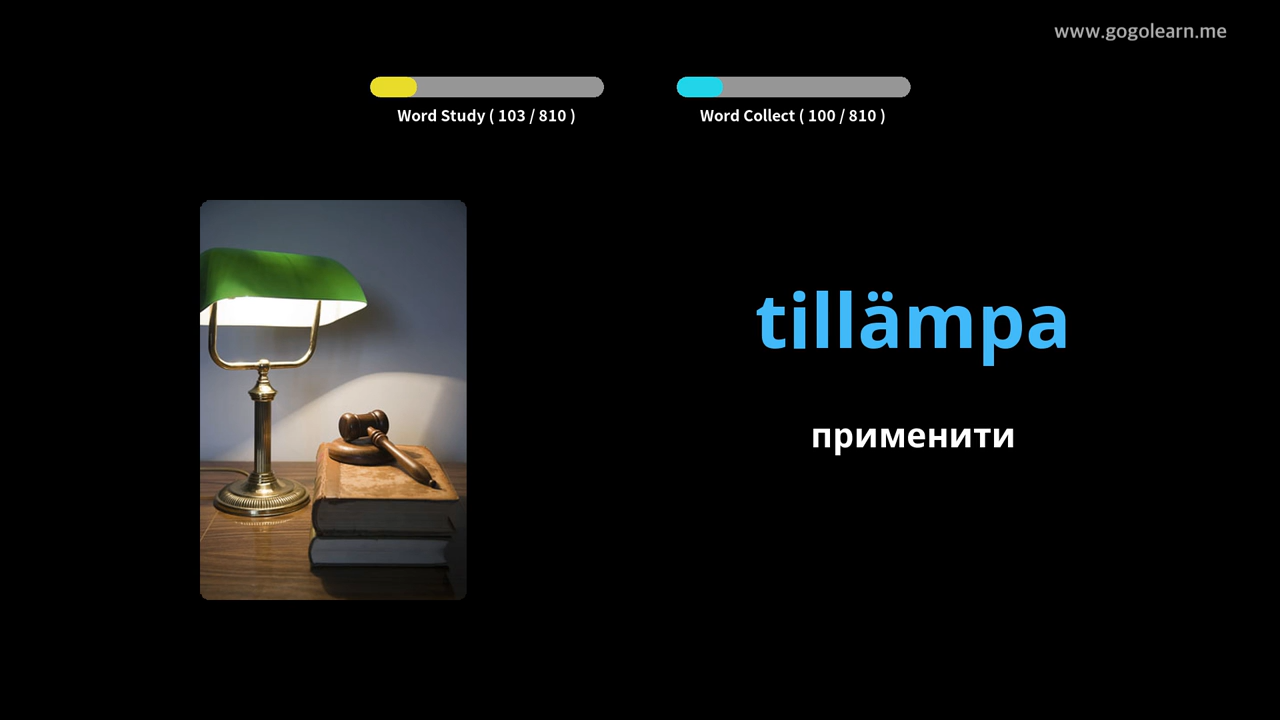 www.gogolearn.me
Word Study ( 103 / 810 )
Word Collect ( 100 / 810 )
tillämpa
применити